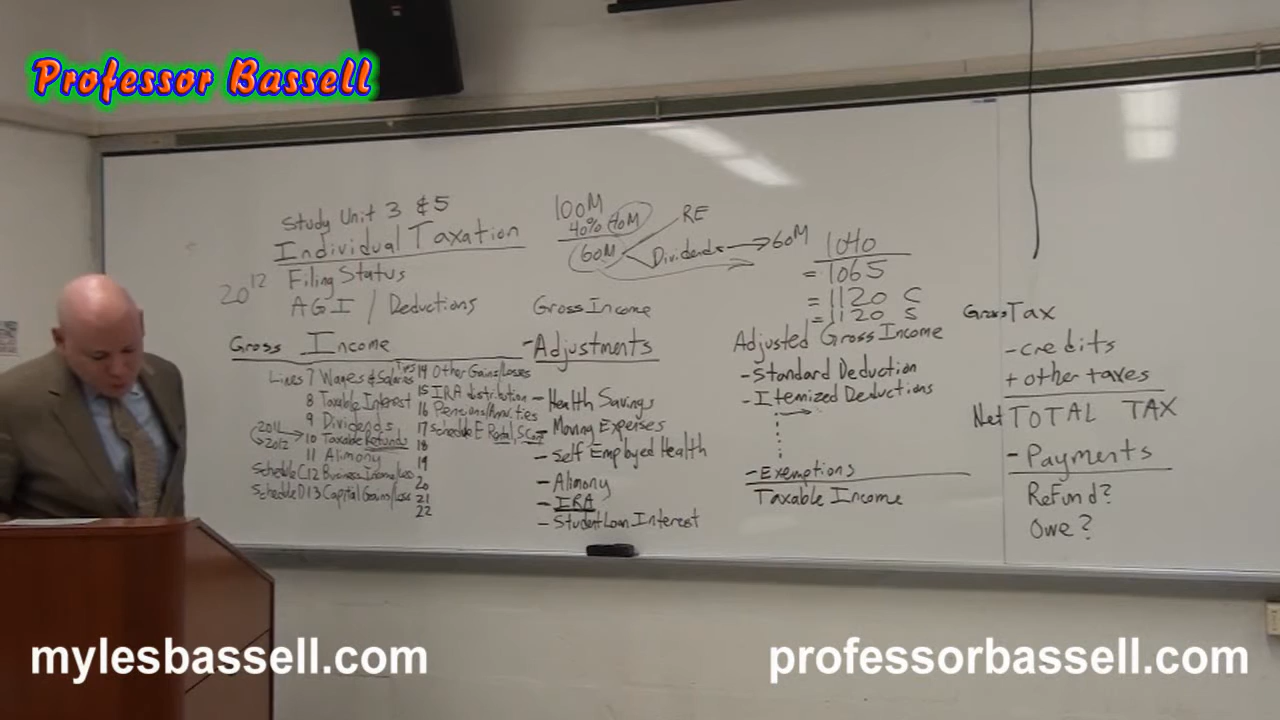 Professor Bassell
Study Unit 3 & 5
Individual Taxation
2012
Filing Status
AGI / Deductions
Gross Income
Lines 7 Wages & Salaries Tips
8 Taxable Interest
9 Dividends
2011
2012
10 Taxable Refunds
11 Alimony
Schedule C 12 Business Income/loss
Schedule D 13 Capital Gains/Loss
14 Other Gains/Losses
15 IRA distribution
16 Pensions/Annuities
17 Schedule E Rental, S Corp
18
19
20
21
22
100M
40% 40M
60M
RE
Dividends 60M
Gross Income
- Adjustments
- Health Savings
- Moving Expenses
- Self Employed Health
- Alimony
- IRA
- Student Loan Interest
1040
= 1065
= 1120 C
= 1120 S
Adjusted Gross Income
- Standard Deduction
- Itemized Deductions
- Exemptions
Taxable Income
Gross Tax
- credits
+ other taxes
Net TOTAL TAX
- Payments
Refund?
Owe?
mylesbassell.com
professorbassell.com